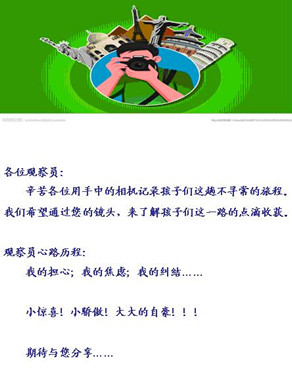 各位观察员：
辛苦各位用手中的相机记录孩子们这趟不寻常的旅程。
我们希望通过您的镜头、来了解孩子们这一路的点滴收获。
观察员心路历程：
我的担心；我的焦虑；我的纠结……
小惊喜！小骄傲！大大的自豪！！！
期待与您分享……